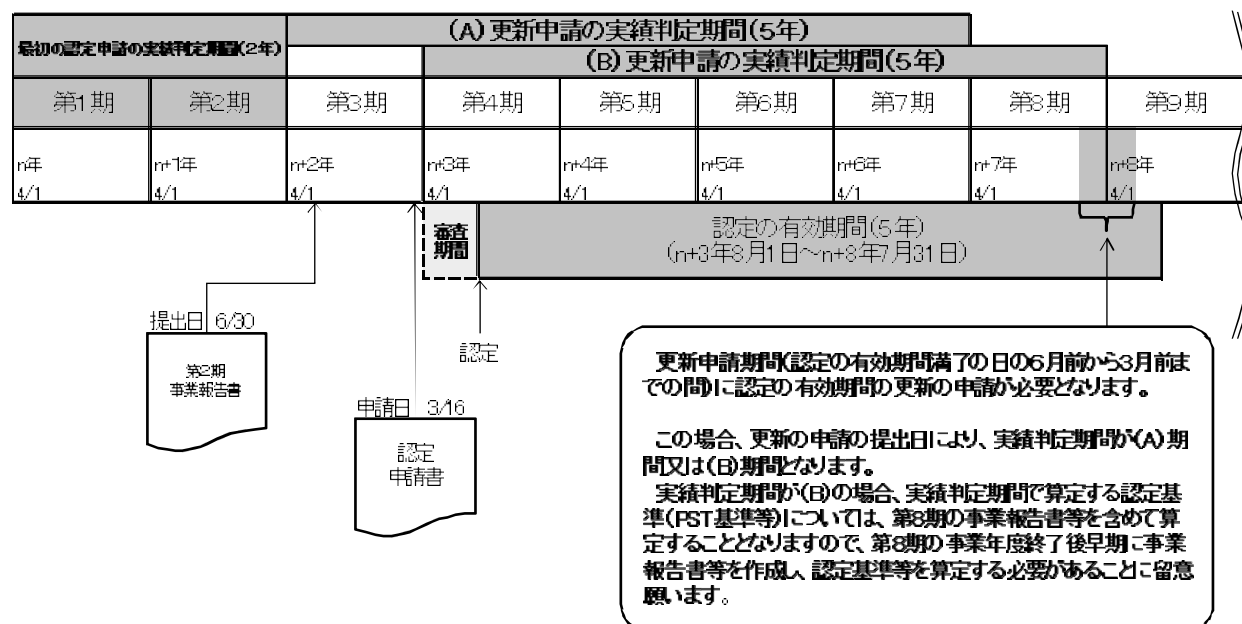 最初の認定申請の実績判定期間(2年)
(A) 更新申請の実績判定期間(5年)
(B) 更新申請の実績判定期間(5年)
第1期
第2期
第3期
第4期
第5期
第6期
第7期
第8期
第9期
n年
4/1
n+1年
4/1
n+2年
4/1
n+3年
4/1
n+4年
4/1
n+5年
4/1
n+6年
4/1
n+7年
4/1
n+8年
4/1
審査
期間
認定の有効期間(5年)
(n+3年8月1日~n+8年7月31日)
提出日 6/30
第2期
事業報告書
認定
申請日 3/16
認定
申請書
更新申請期間(認定の有効期間満了の日の6月前から3月前ま
での間)に認定の有効期間の更新の申請が必要となります。
この場合、更新の申請の提出日により、実績判定期間が(A)期
間又は(B)期間となります。
実績判定期間が(B)の場合、実績判定期間で算定する認定基
準(PST基準等)については、第8期の事業報告書等を含めて算
定することとなりますので、第8期の事業年度終了後早期に事業
報告書等を作成し、認定基準等を算定する必要があることに留意
願います。